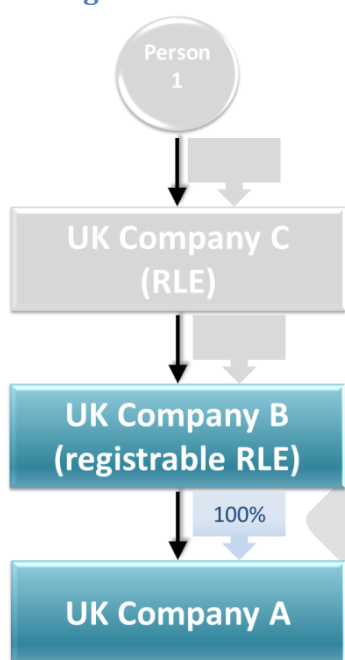 Person
1
UK Company C
(RLE)
UK Company B
(registrable RLE)
100%
UK Company A